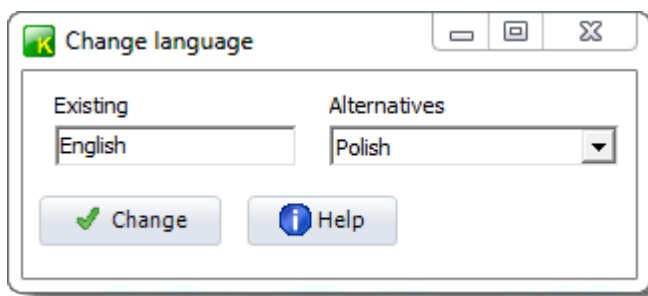 K Change language
Existing Alternatives
English Polish
Change Help